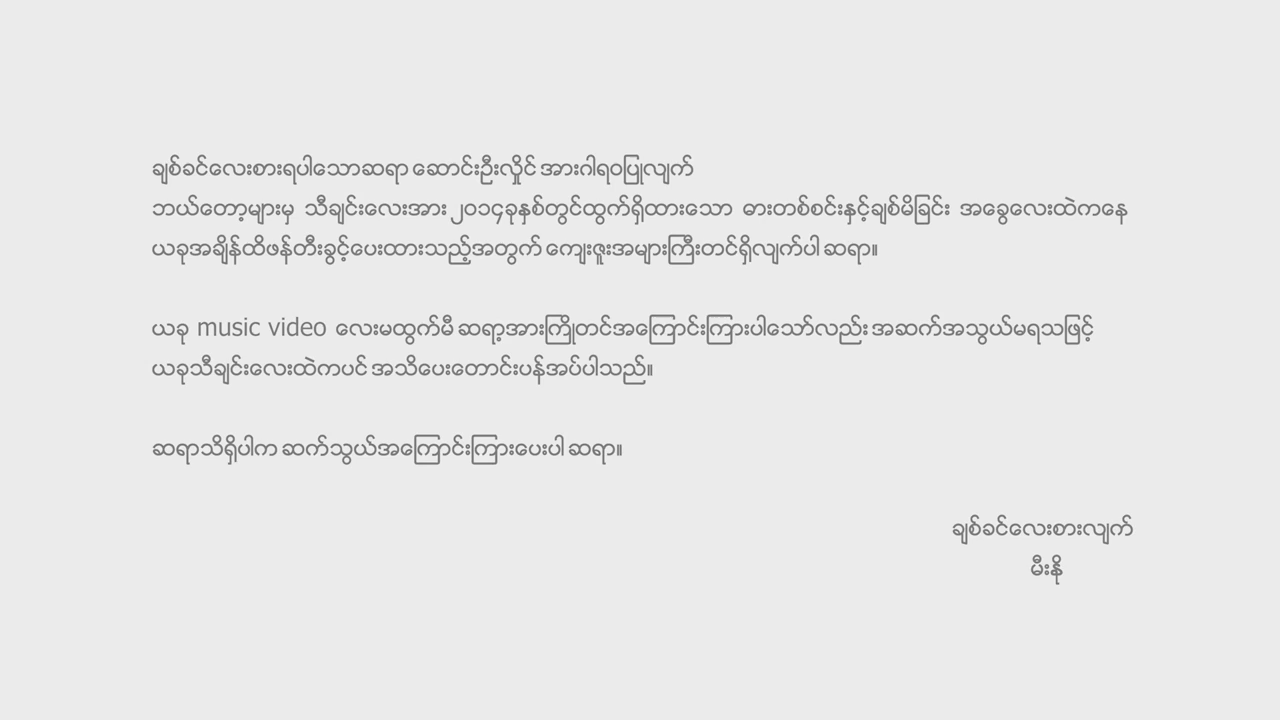 ချစ်ခင်လေးစားရပါသောဆရာ ဆောင်းဦးလှိုင် အားဂါရဝပြုလျက်
ဘယ်တော့များမှ သီချင်းလေးအား ၂၀၁၄ခုနှစ်တွင်ထွက်ရှိထားသော ဓားတစ်စင်းနှင့်ချစ်မိခြင်း အခွေလေးထဲကနေ
ယခုအချိန်ထိဖန်တီးခွင့်ပေးထားသည့်အတွက် ကျေးဇူးအများကြီးတင်ရှိလျက်ပါ ဆရာ။
ယခု music video လေးမထွက်မီ ဆရာ့အားကြိုတင်အကြောင်းကြားပါသော်လည်း အဆက်အသွယ်မရသဖြင့်
ယခုသီချင်းလေးထဲကပင် အသိပေးတောင်းပန်အပ်ပါသည်။
ဆရာသိရှိပါက ဆက်သွယ်အကြောင်းကြားပေးပါ ဆရာ။
ချစ်ခင်လေးစားလျက်
မီးနို